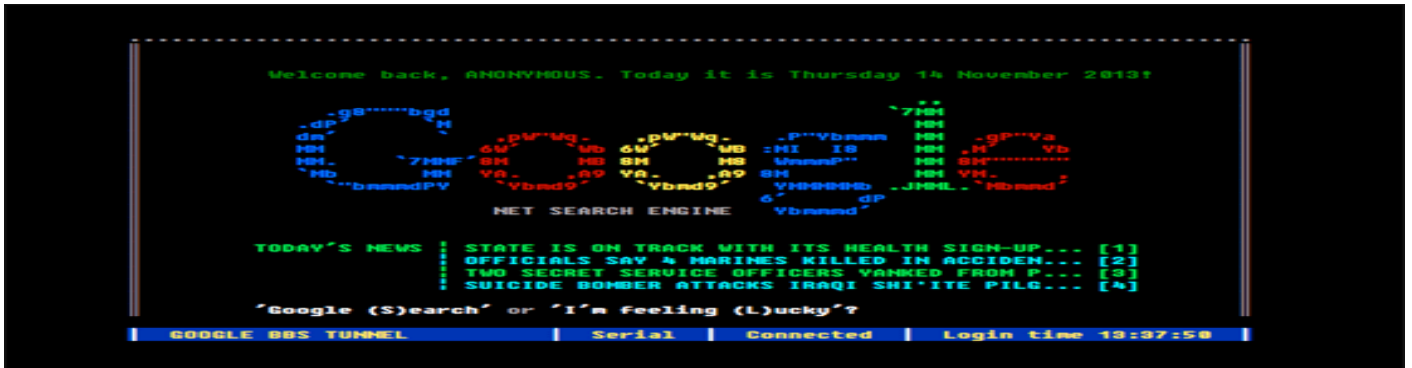 Welcome back, ANONYMOUS. Today it is Thursday 14 November 2013!
Google
NET SEARCH ENGINE
TODAY'S NEWS | STATE IS ON TRACK WITH ITS HEALTH SIGN-UP... [1]
| OFFICIALS SAY 4 MARINES KILLED IN ACCIDEN... [2]
| TWO SECRET SERVICE OFFICERS YANKED FROM P... [3]
| SUICIDE BOMBER ATTACKS IRAQI SHI'ITE PILG... [4]
'Google (S)earch' or 'I'm feeling (L)ucky'?
| GOOGLE BBS TUNNEL | Serial | Connected | Login time 13:37:50 |